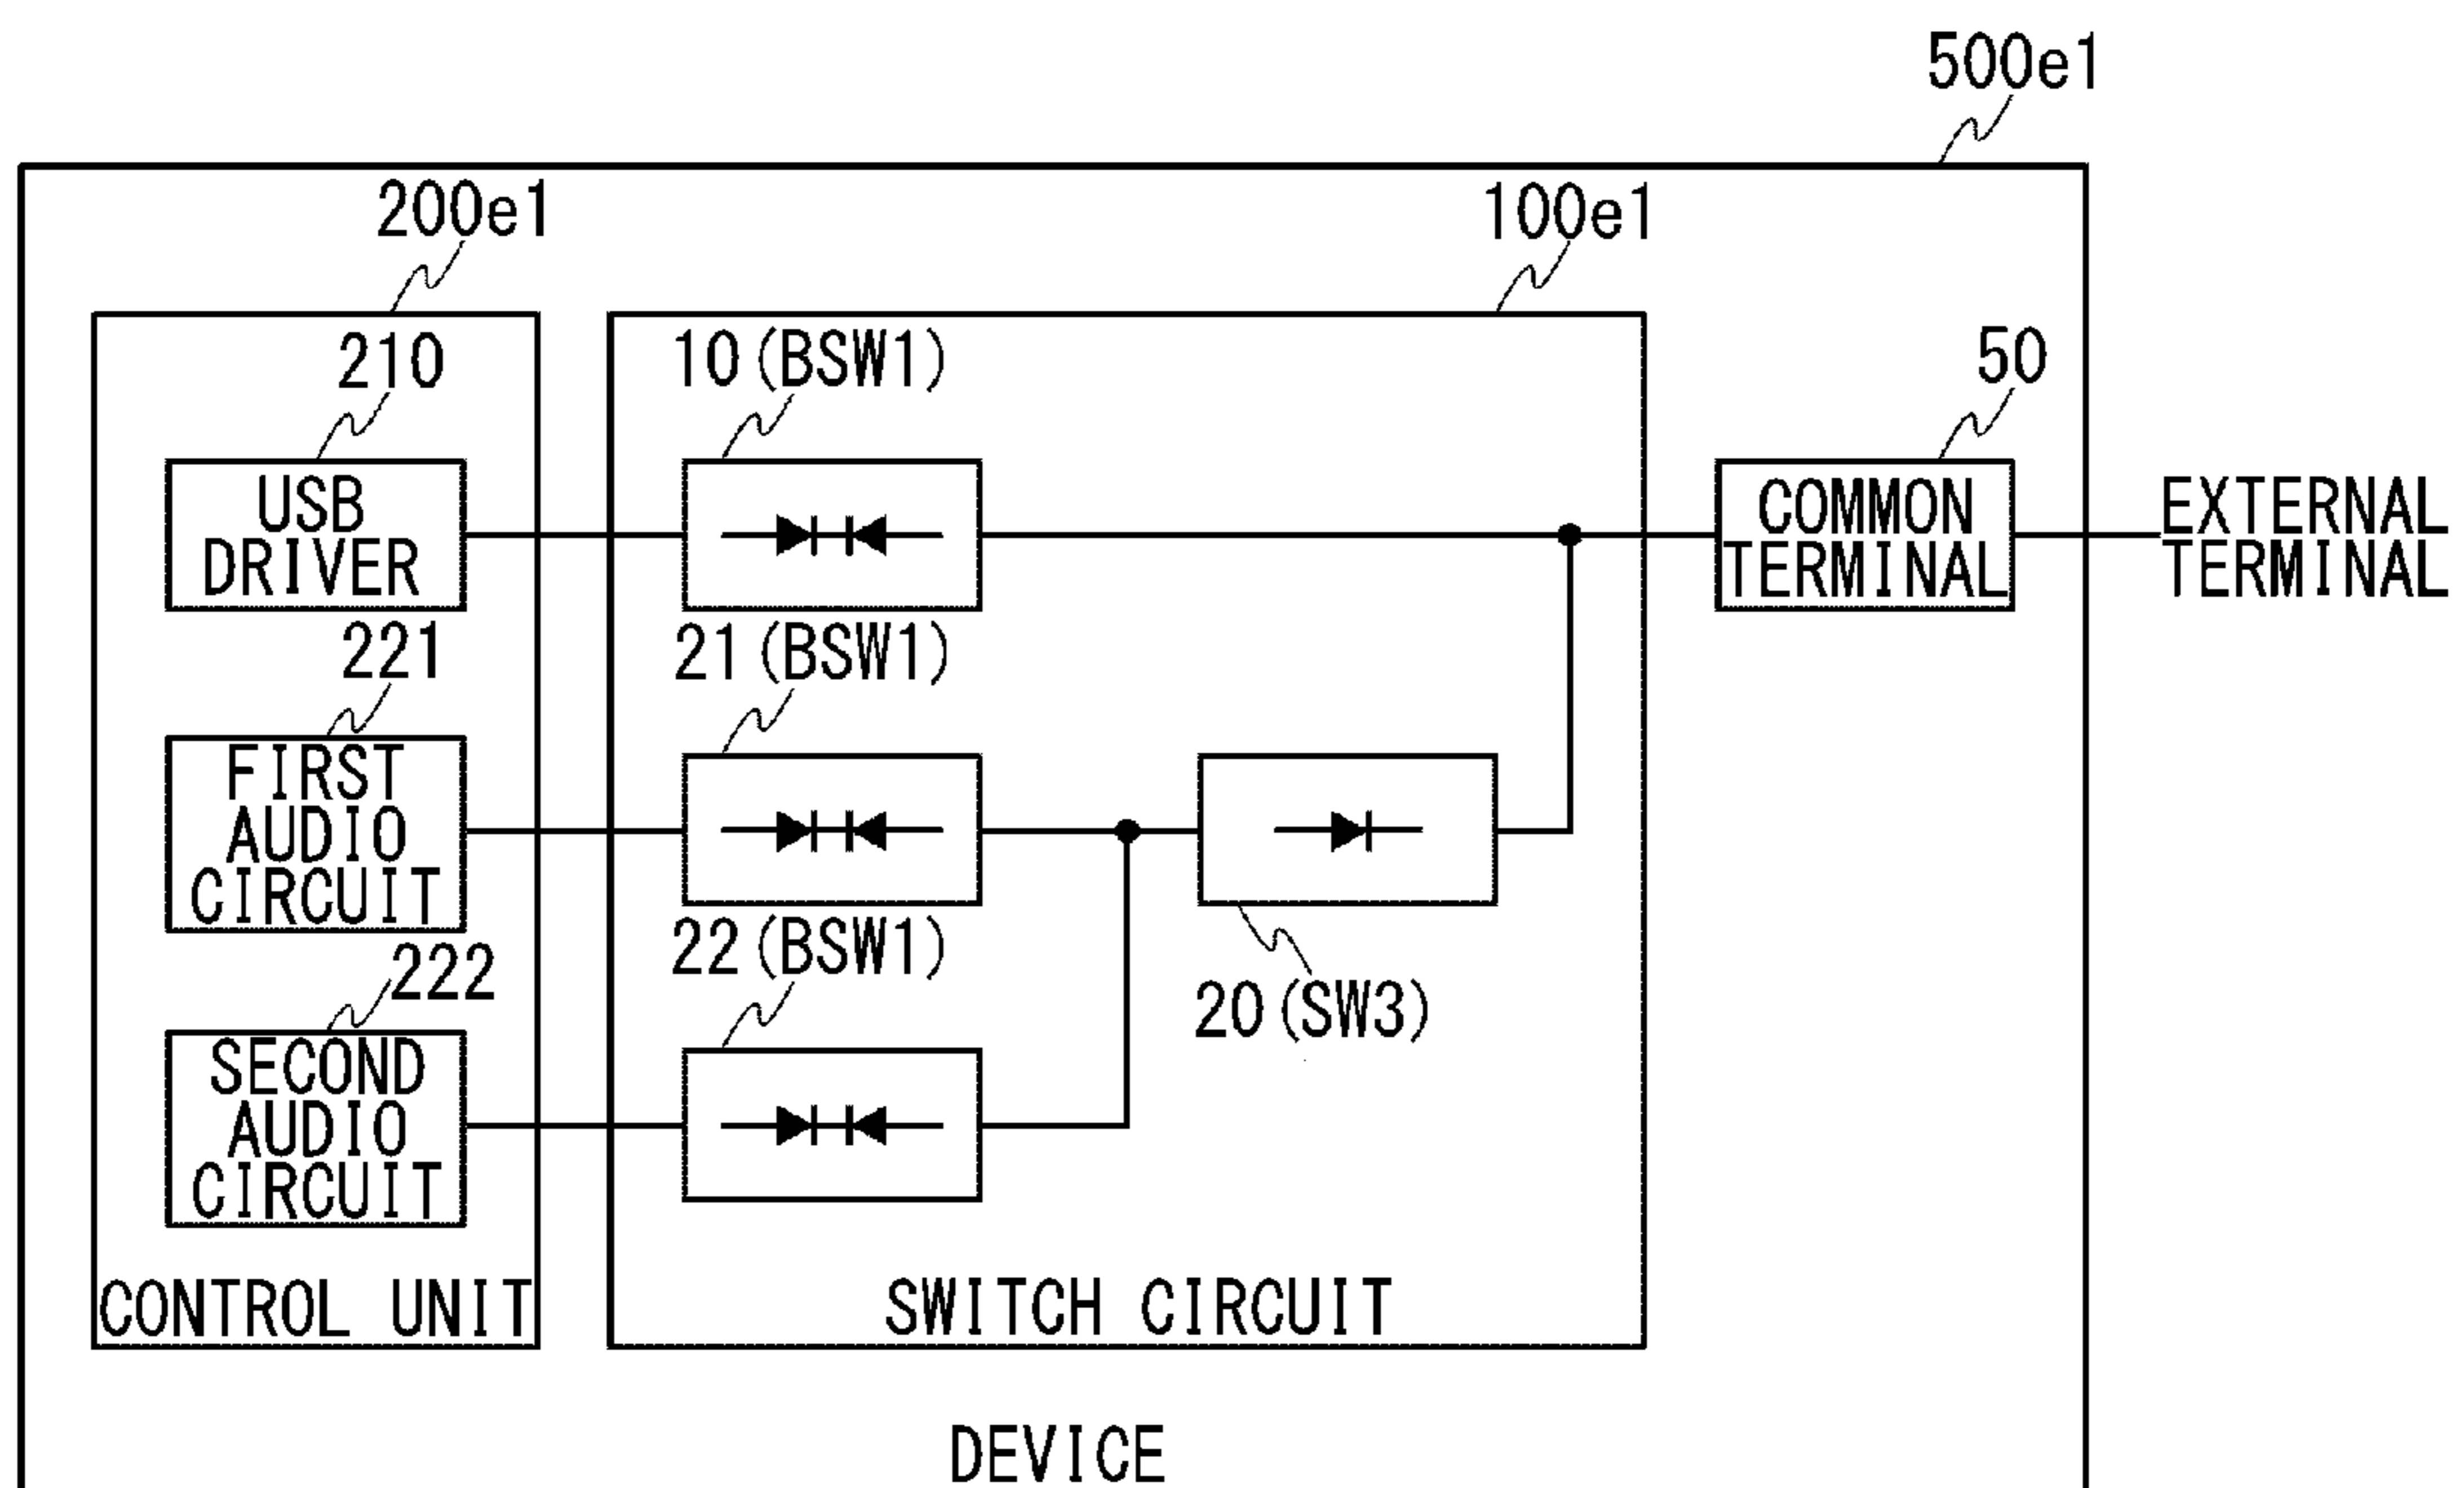 500e1
200e1
100e1
210
10(BSW1)
50
USB
DRIVER
COMMON
TERMINAL
EXTERNAL
TERMINAL
221
21(BSW1)
FIRST
AUDIO
CIRCUIT
222
22(BSW1)
20(SW3)
SECOND
AUDIO
CIRCUIT
CONTROL UNIT
SWITCH CIRCUIT
DEVICE